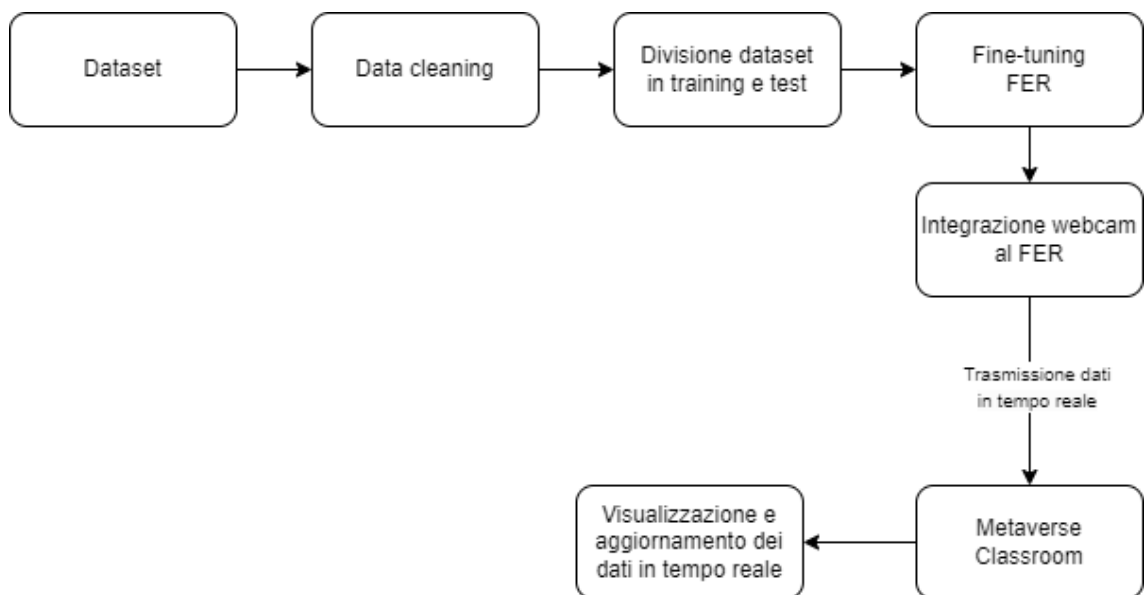 Dataset
Data cleaning
Divisione dataset
in training e test
Fine-tuning
FER
Integrazione webcam
al FER
Trasmissione dati
in tempo reale
Metaverse
Classroom
Visualizzazione e
aggiornamento dei
dati in tempo reale